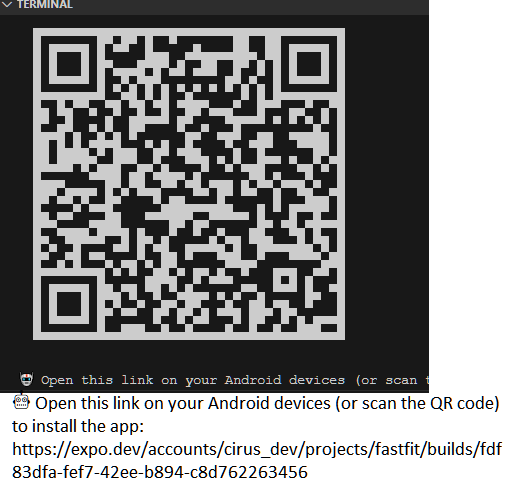 TERMINAL
Open this link on your Android devices (or scan t
Open this link on your Android devices (or scan the QR code)
to install the app:
https://expo.dev/accounts/cirus_dev/projects/fastfit/builds/fdf
83dfa-fef7-42ee-b894-c8d762263456